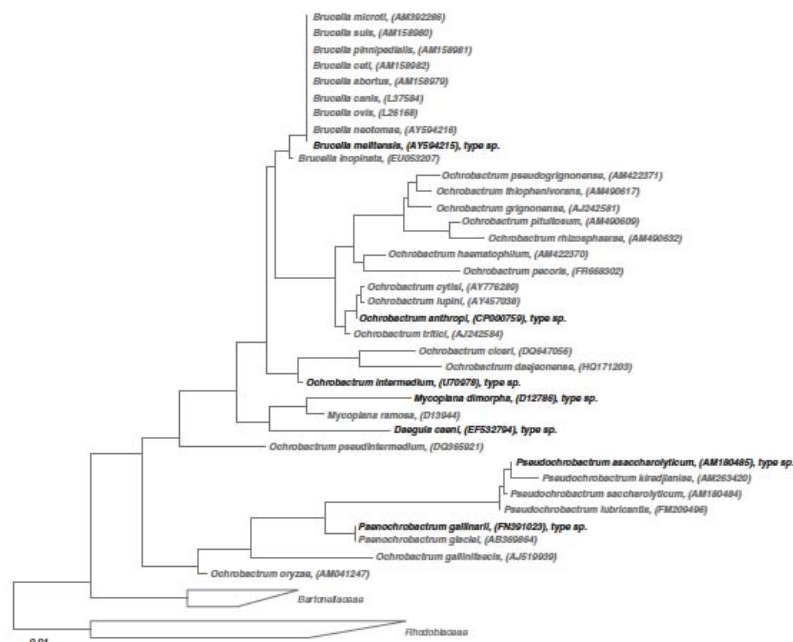 Brucella microti, (AM392286)
Brucella suis, (AM158980)
Brucella pinnipedialis, (AM158981)
Brucella ceti, (AM158982)
Brucella abortus, (AM158979)
Brucella canis, (L37584)
Brucella ovis, (L26168)
Brucella neotomae, (AY594216)
Brucella melitensis, (AY594215), type sp.
Brucella inopinata, (EU053207)
Ochrobactrum pseudogrignonense, (AM422371)
Ochrobactrum thiophenivorans, (AM490617)
Ochrobactrum grignonense, (AJ242581)
Ochrobactrum pituitosum, (AM490609)
Ochrobactrum rhizosphaerae, (AM490632)
Ochrobactrum haematophilum, (AM422370)
Ochrobactrum pecoris, (FR668302)
Ochrobactrum cytisi, (AY776289)
Ochrobactrum lupini, (AY457038)
Ochrobactrum anthropi, (CP000759), type sp.
Ochrobactrum tritici, (AJ242584)
Ochrobactrum ciceri, (DQ647056)
Ochrobactrum daejeonense, (HQ171203)
Ochrobactrum intermedium, (U70978), type sp.
Mycoplana dimorpha, (D12786), type sp.
Mycoplana ramosa, (D13944)
Daeguia caeni, (EF532794), type sp.
Ochrobactrum pseudintermedium, (DQ365921)
Pseudochrobactrum asaccharolyticum, (AM180485), type sp.
Pseudochrobactrum kiredjianiae, (AM263420)
Pseudochrobactrum saccharolyticum, (AM180484)
Pseudochrobactrum lubricantis, (FM209496)
Paenochrobactrum gallinarii, (FN391023), type sp.
Paenochrobactrum glaciei, (AB369864)
Ochrobactrum gallinifaecis, (AJ519939)
Ochrobactrum oryzae, (AM041247)
Bartonellaceae
Rhodobiaceae
0.01